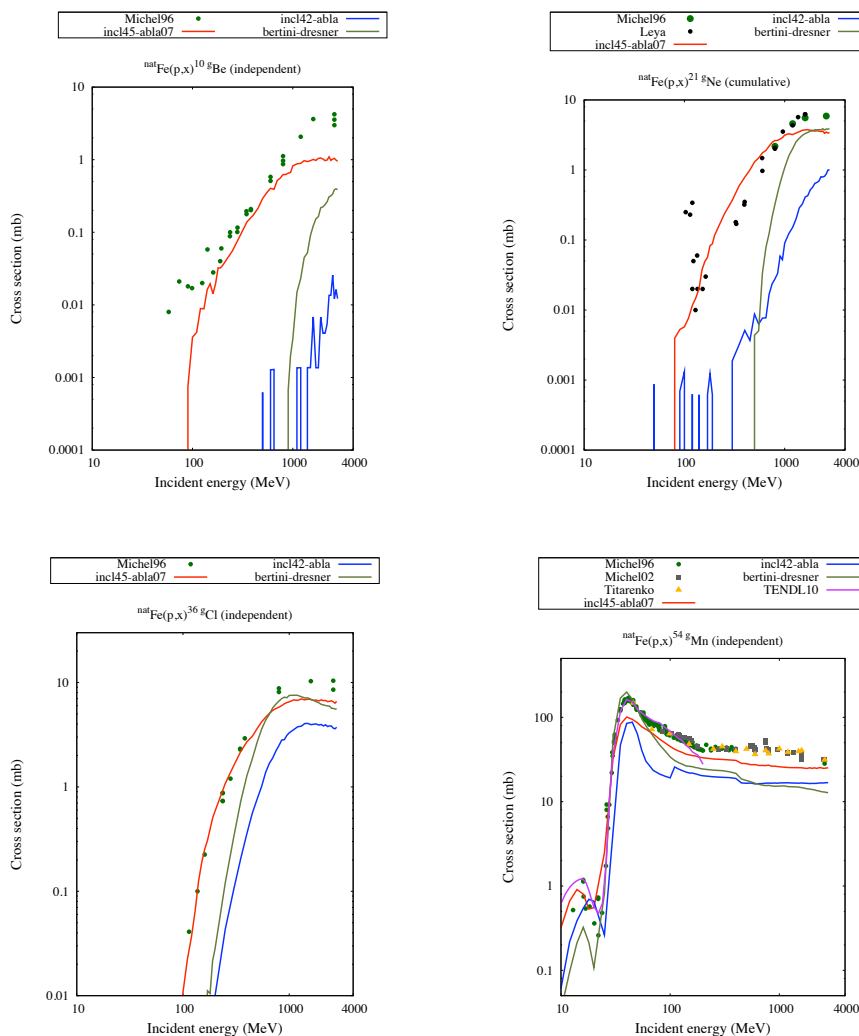 Michel96 incl42-abla
incl45-abla07 bertini-dresner
natFe(p,x)10 gBe (independent)
10
1
0.1
0.01
0.001
0.0001
Cross section (mb)
10 100 1000 4000
Incident energy (MeV)
Michel96 incl42-abla
Leya bertini-dresner
incl45-abla07
natFe(p,x)21 gNe (cumulative)
10
1
0.1
0.01
0.001
0.0001
Cross section (mb)
10 100 1000 4000
Incident energy (MeV)
Michel96 incl42-abla
incl45-abla07 bertini-dresner
natFe(p,x)36 gCl (independent)
10
1
0.1
0.01
Cross section (mb)
10 100 1000 4000
Incident energy (MeV)
Michel96 incl42-abla
Michel02 bertini-dresner
Titarenko TENDL10
incl45-abla07
natFe(p,x)54 gMn (independent)
100
10
1
0.1
Cross section (mb)
10 100 1000 4000
Incident energy (MeV)